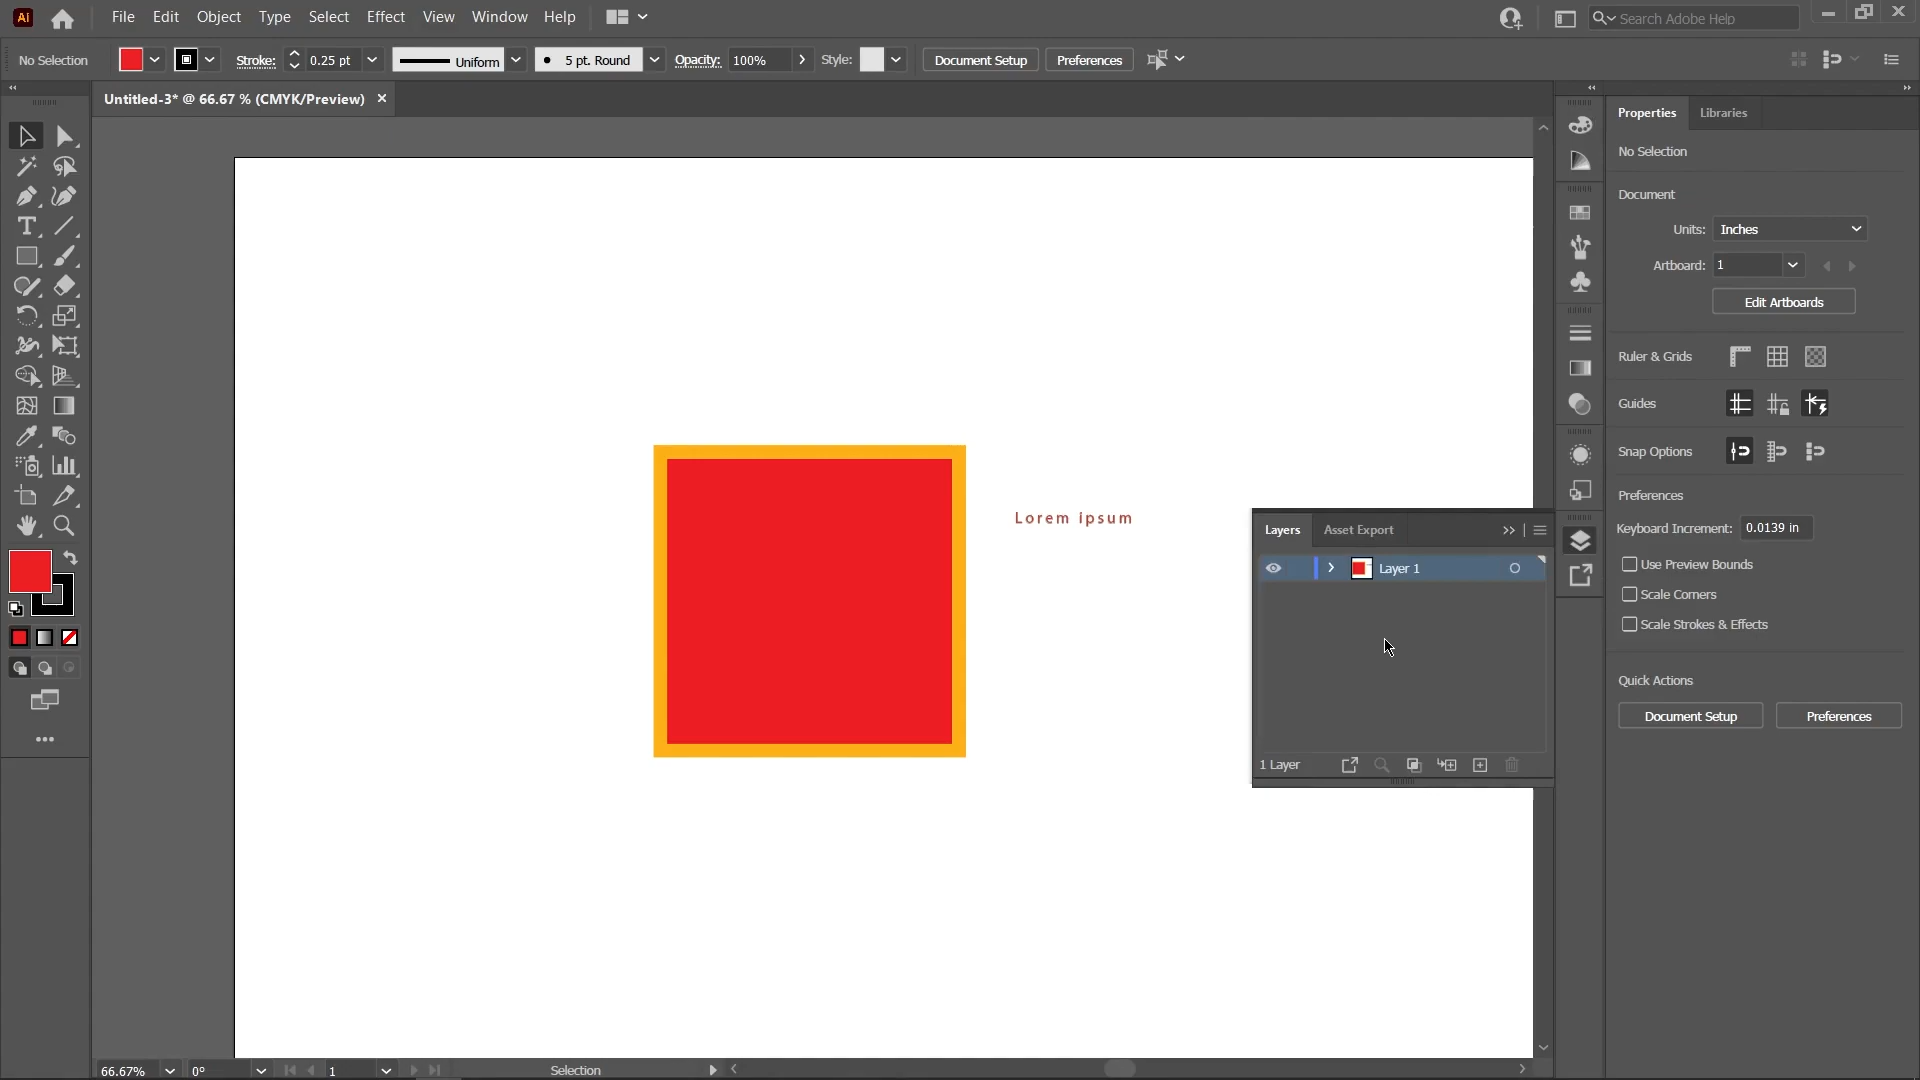 Ai File Edit Object Type Select Effect View Window Help Search Adobe Help
No Selection Stroke: 0.25 pt Uniform 5 pt. Round Opacity: 100% Style: Document Setup Preferences
Untitled-3* @ 66.67 % (CMYK/Preview)
Properties Libraries
No Selection
Document
Units: Inches
Artboard: 1
Edit Artboards
Ruler & Grids
Guides
Snap Options
Preferences
Keyboard Increment: 0.0139 in
Use Preview Bounds
Scale Corners
Scale Strokes & Effects
Quick Actions
Document Setup Preferences
Lorem ipsum
Layers Asset Export
Layer 1
1 Layer
66.67% 0° 1 Selection